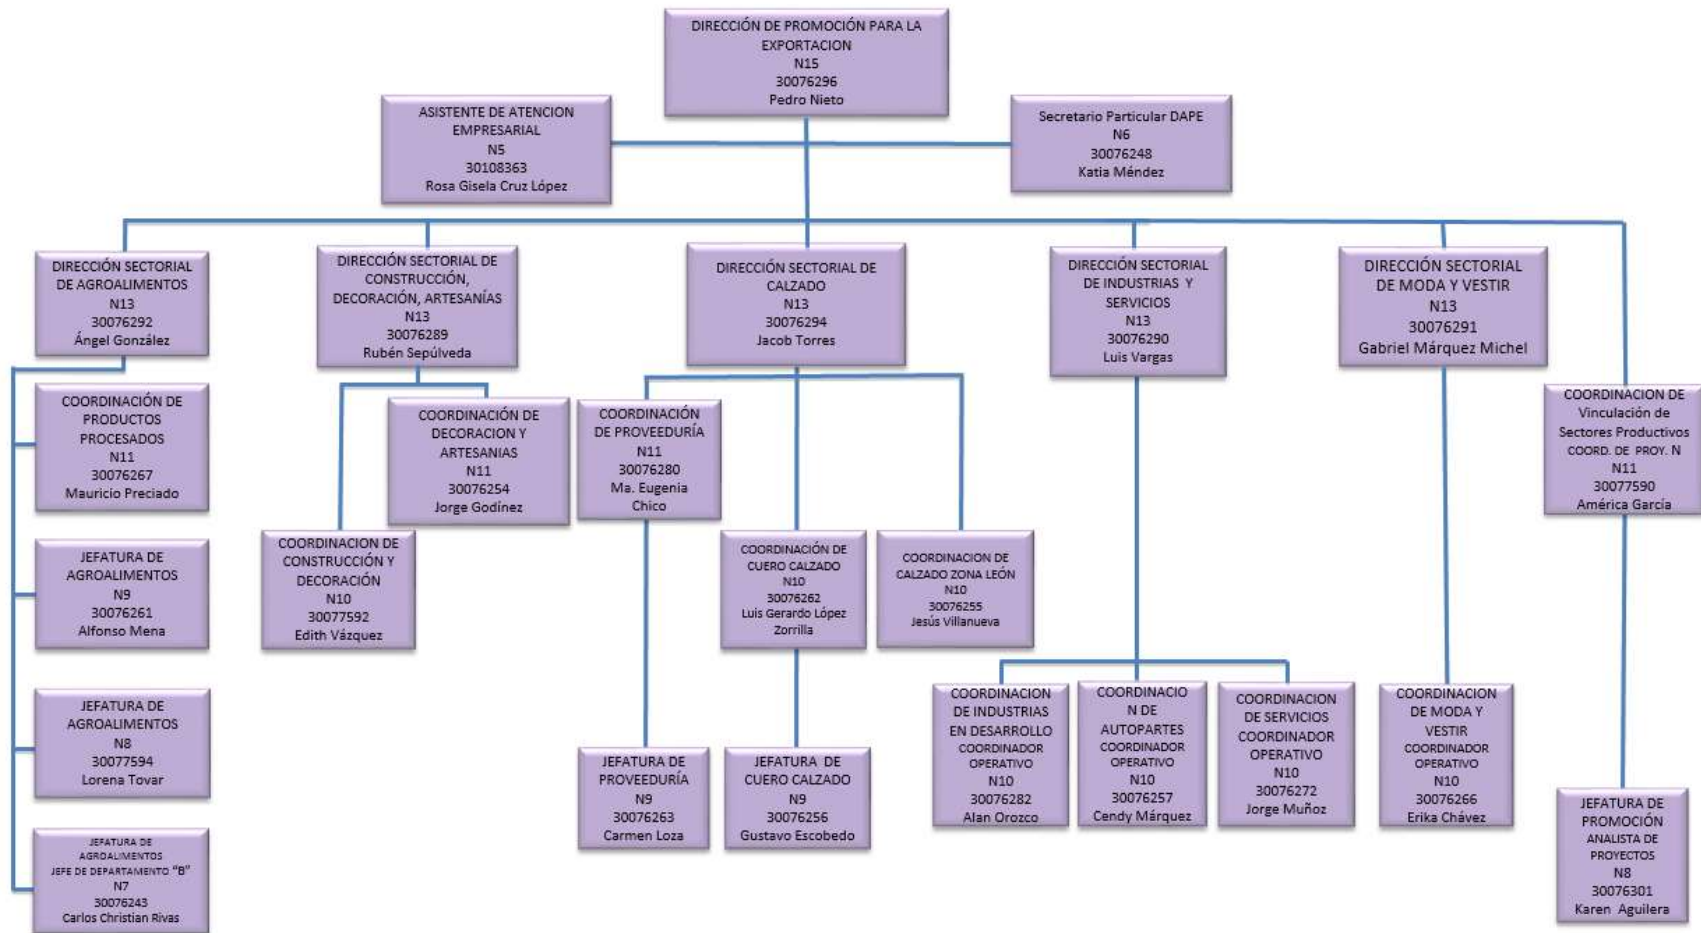 DIRECCIÓN DE PROMOCIÓN PARA LA
EXPORTACION
N15
30076296
Pedro Nieto
ASISTENTE DE ATENCION
EMPRESARIAL
N5
30108363
Rosa Gisela Cruz López
Secretario Particular DAPE
N6
30076248
Katia Méndez
DIRECCIÓN SECTORIAL
DE AGROALIMENTOS
N13
30076292
Ángel González
DIRECCIÓN SECTORIAL DE
CONSTRUCCIÓN,
DECORACIÓN, ARTESANÍAS
N13
30076289
Rubén Sepúlveda
DIRECCIÓN SECTORIAL DE
CALZADO
N13
30076294
Jacob Torres
DIRECCIÓN SECTORIAL
DE INDUSTRIAS Y
SERVICIOS
N13
30076290
Luis Vargas
DIRECCIÓN SECTORIAL
DE MODA Y VESTIR
N13
30076291
Gabriel Márquez Michel
COORDINACION DE
Vinculación de
Sectores Productivos
COORD. DE PROY. N
N11
30077590
América García
COORDINACIÓN DE
PRODUCTOS
PROCESADOS
N11
30076267
Mauricio Preciado
COORDINACIÓN DE
DECORACION Y
ARTESANIAS
N11
30076254
Jorge Godínez
COORDINACIÓN
DE PROVEEDURÍA
N11
30076280
Ma. Eugenia
Chico
JEFATURA DE
AGROALIMENTOS
N9
30076261
Alfonso Mena
COORDINACION DE
CONSTRUCCIÓN Y
DECORACIÓN
N10
30077592
Edith Vázquez
COORDINACIÓN DE
CUERO CALZADO
N10
30076262
Luis Gerardo López
Zorrilla
COORDINACION DE
CALZADO ZONA LEÓN
N10
30076255
Jesús Villanueva
JEFATURA DE
AGROALIMENTOS
N8
30077594
Lorena Tovar
JEFATURA DE
PROVEEDURÍA
N9
30076263
Carmen Loza
JEFATURA DE
CUERO CALZADO
N9
30076256
Gustavo Escobedo
COORDINACION
DE INDUSTRIAS
EN DESARROLLO
COORDINADOR
OPERATIVO
N10
30076282
Alan Orozco
COORDINACIO
N DE
AUTOPARTES
COORDINADOR
OPERATIVO
N10
30076257
Cendy Márquez
COORDINACION
DE SERVICIOS
COORDINADOR
OPERATIVO
N10
30076272
Jorge Muñoz
COORDINACION
DE MODA Y
VESTIR
COORDINADOR
OPERATIVO
N10
30076266
Erika Chávez
JEFATURA DE
PROMOCIÓN
ANALISTA DE
PROYECTOS
N8
30076301
Karen Aguilera
JEFATURA DE
AGROALIMENTOS
JEFE DE DEPARTAMENTO "B"
N7
30076243
Carlos Christian Rivas